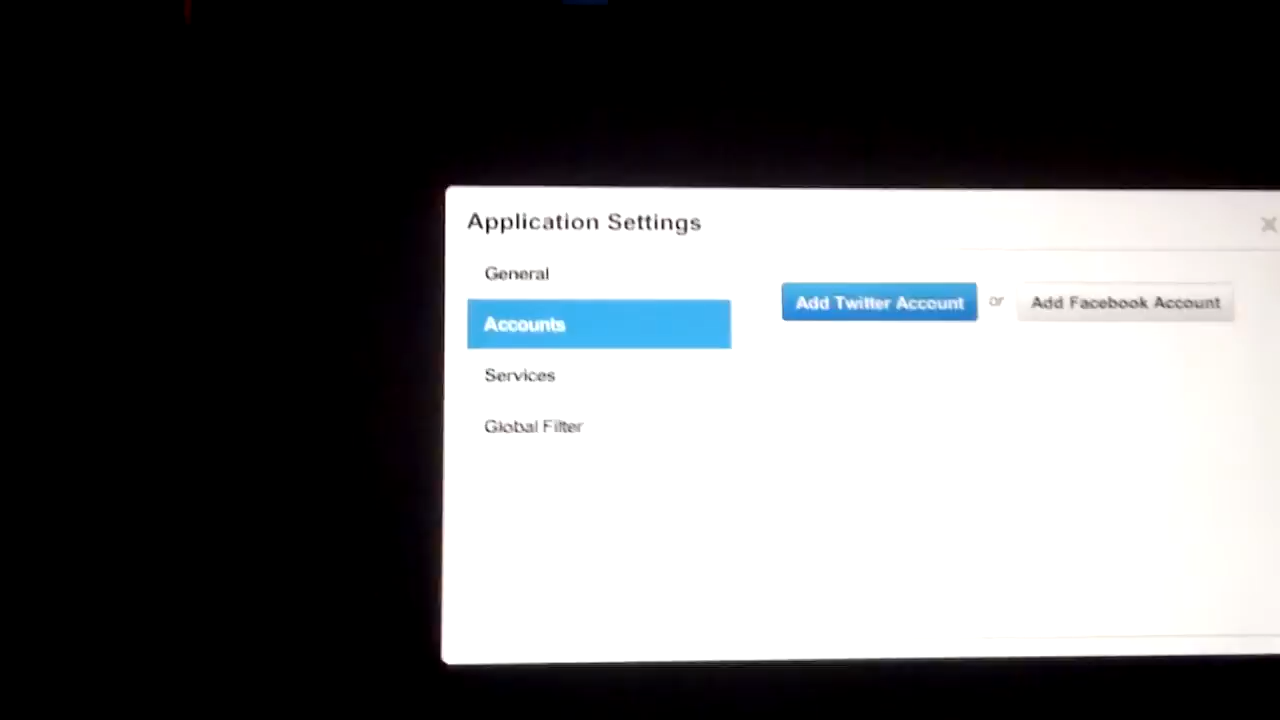 Application Settings
General
Accounts
Services
Global Filter
Add Twitter Account or Add Facebook Account